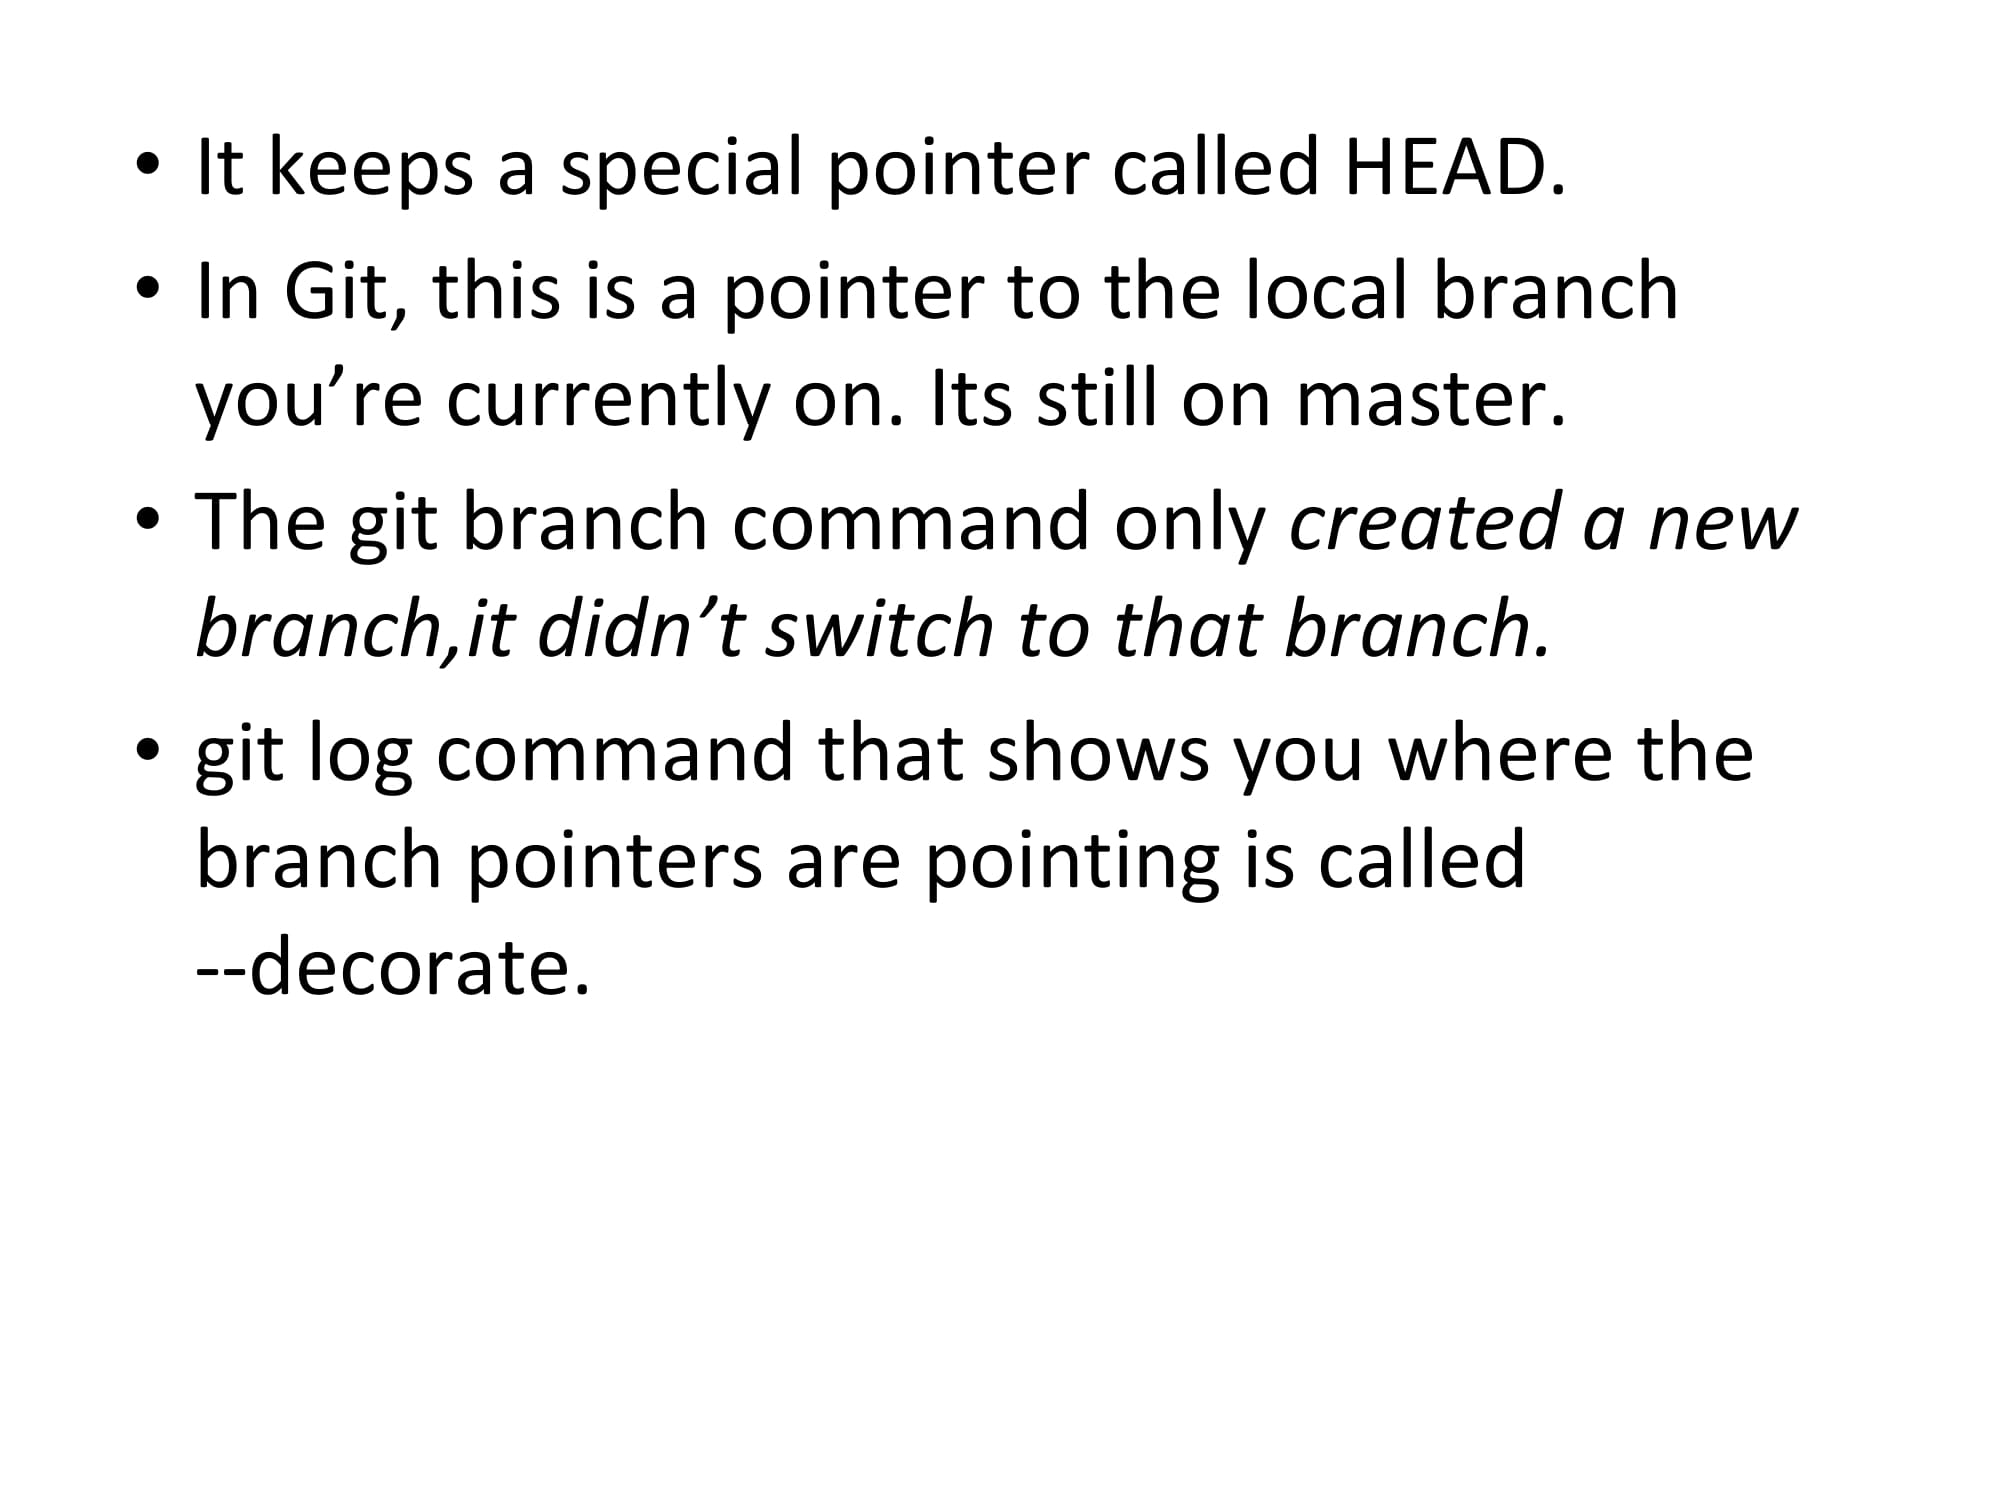 • It keeps a special pointer called HEAD.
• In Git, this is a pointer to the local branch
you’re currently on. Its still on master.
• The git branch command only created a new
branch,it didn’t switch to that branch.
• git log command that shows you where the
branch pointers are pointing is called
--decorate.